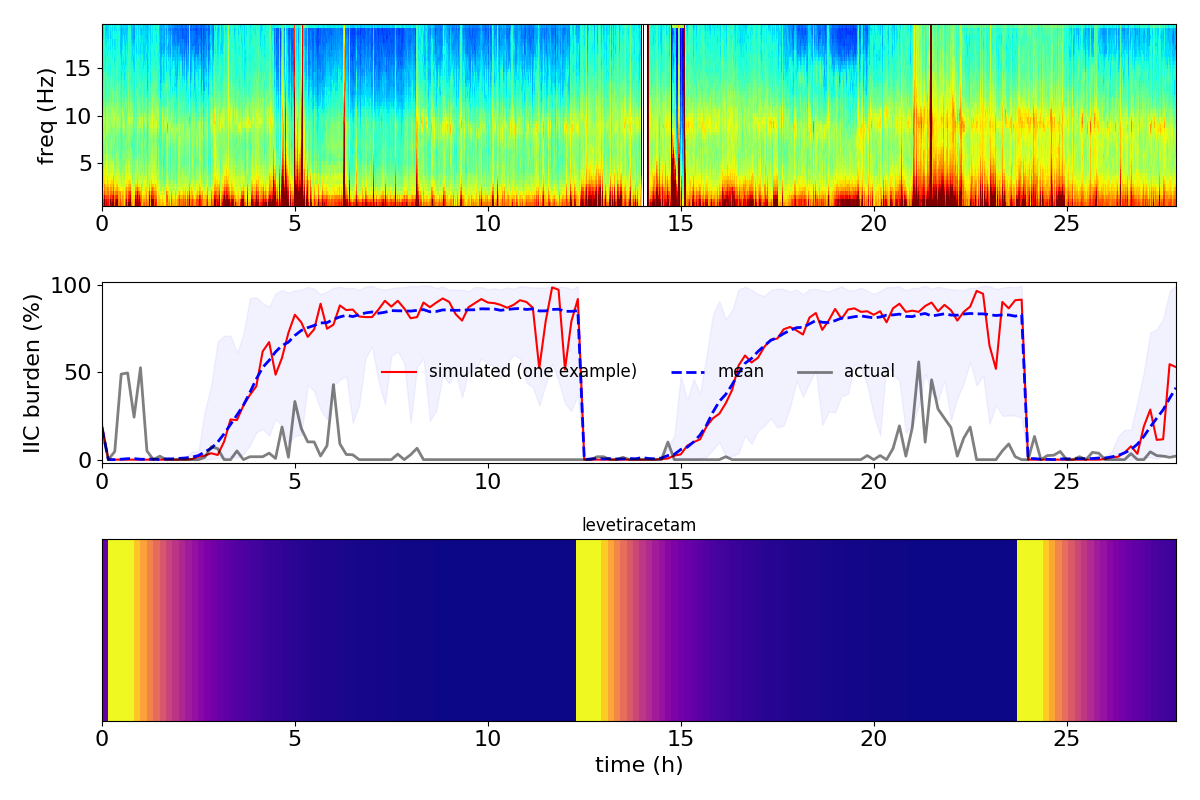 freq (Hz)
15
10
5
0 5 10 15 20 25
IIC burden (%)
100
50
0
simulated (one example) mean actual
0 5 10 15 20 25
levetiracetam
0 5 10 15 20 25
time (h)